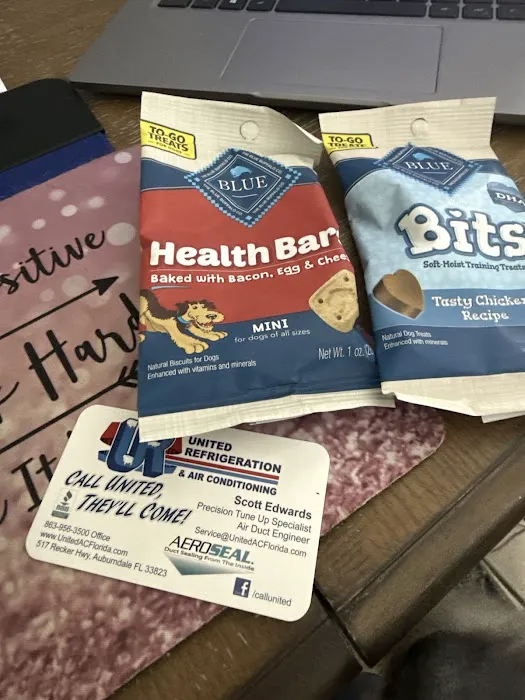 TO-GO
TREATS
BLUE
Health Bar
Baked with Bacon, Egg & Chee
MINI
for dogs of all sizes
Natural Biscuits for Dogs
Enhanced with vitamins and minerals
Net Wt. 1 oz.
TO-GO
TREATS
BLUE
DHA
Bits
Soft-Moist Training Treats
Tasty Chicken
Recipe
Natural Dog Treats
Enhanced with minerals
sitive
Hard
It
UNITED
REFRIGERATION
& AIR CONDITIONING
CALL UNITED,
THEY'LL COME!
Scott Edwards
Precision Tune Up Specialist
Air Duct Engineer
Service@UnitedACFlorida.com
BBB
863-956-3500 Office
www.UnitedACFlorida.com
517 Recker Hwy, Auburndale FL 33823
AEROSEAL.
Duct Sealing From The Inside
f /callunited